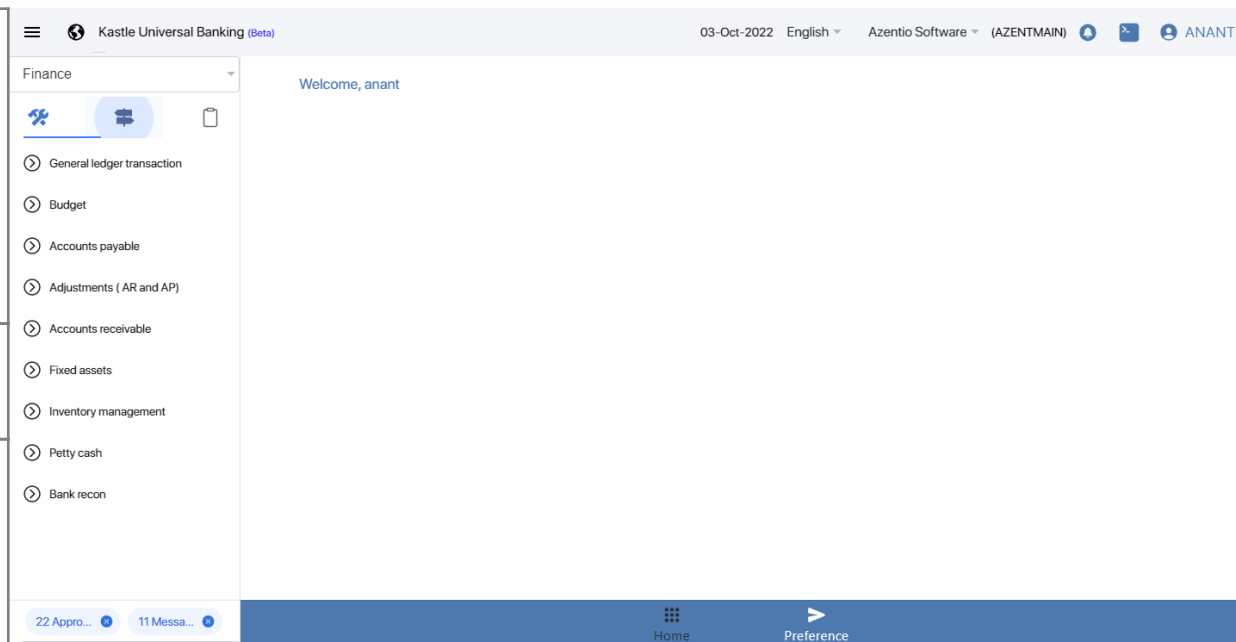 Kastle Universal Banking (Beta)
03-Oct-2022 English Azentio Software (AZENTMAIN) ANANT
Finance
Welcome, anant
General ledger transaction
Budget
Accounts payable
Adjustments ( AR and AP)
Accounts receivable
Fixed assets
Inventory management
Petty cash
Bank recon
22 Appro... 11 Messa...
Home Preference